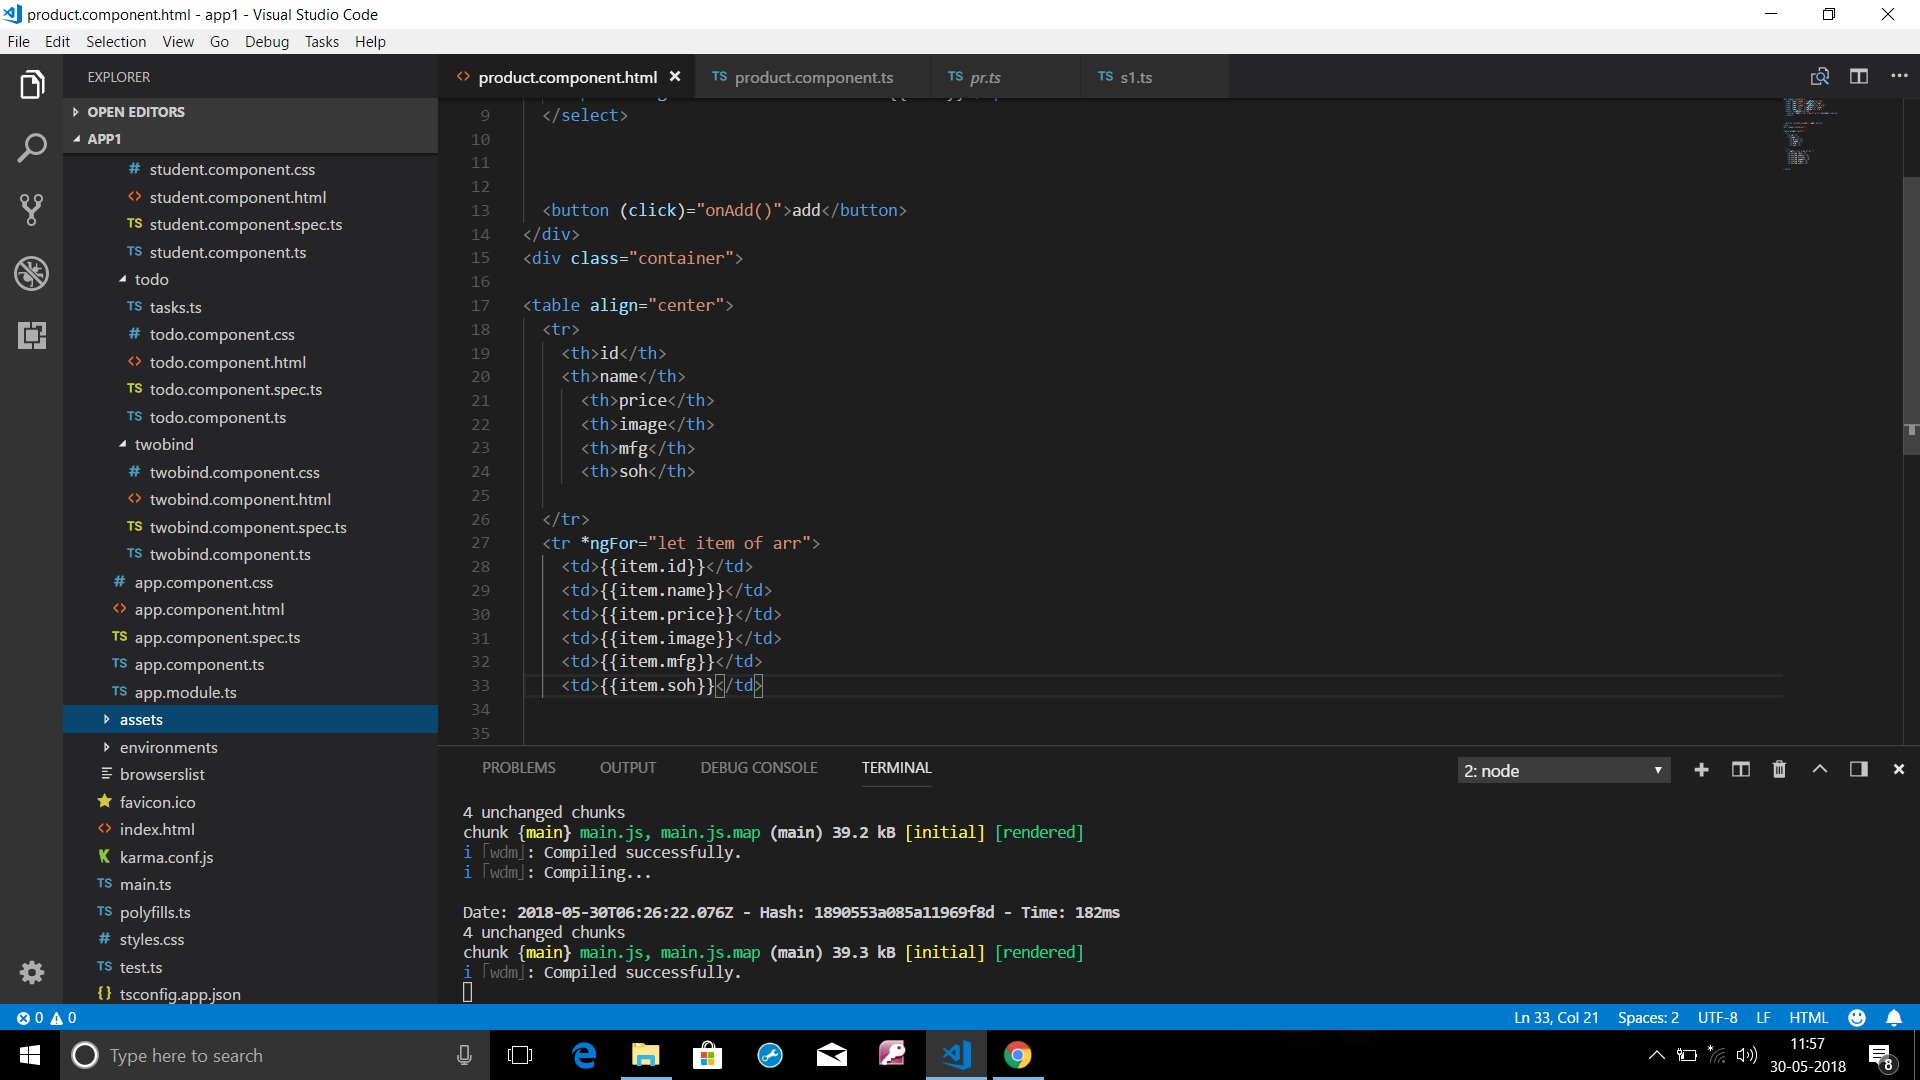 product.component.html - app1 - Visual Studio Code
File Edit Selection View Go Debug Tasks Help
EXPLORER
OPEN EDITORS
APP1
# student.component.css
<> student.component.html
TS student.component.spec.ts
TS student.component.ts
todo
TS tasks.ts
# todo.component.css
<> todo.component.html
TS todo.component.spec.ts
TS todo.component.ts
twobind
# twobind.component.css
<> twobind.component.html
TS twobind.component.spec.ts
TS twobind.component.ts
# app.component.css
<> app.component.html
TS app.component.spec.ts
TS app.component.ts
TS app.module.ts
assets
environments
browserslist
favicon.ico
<> index.html
K karma.conf.js
TS main.ts
TS polyfills.ts
# styles.css
TS test.ts
{} tsconfig.app.json
<> product.component.html TS product.component.ts TS pr.ts TS s1.ts
9 </select>
10
11
12
13 <button (click)="onAdd()">add</button>
14 </div>
15 <div class="container">
16
17 <table align="center">
18 <tr>
19 <th>id</th>
20 <th>name</th>
21 <th>price</th>
22 <th>image</th>
23 <th>mfg</th>
24 <th>soh</th>
25
26 </tr>
27 <tr *ngFor="let item of arr">
28 <td>{{item.id}}</td>
29 <td>{{item.name}}</td>
30 <td>{{item.price}}</td>
31 <td>{{item.image}}</td>
32 <td>{{item.mfg}}</td>
33 <td>{{item.soh}}</td>
34
35
PROBLEMS OUTPUT DEBUG CONSOLE TERMINAL 2: node
4 unchanged chunks
chunk {main} main.js, main.js.map (main) 39.2 kB [initial] [rendered]
i ｢wdm｣: Compiled successfully.
i ｢wdm｣: Compiling...
Date: 2018-05-30T06:26:22.076Z - Hash: 1890553a085a11969f8d - Time: 182ms
4 unchanged chunks
chunk {main} main.js, main.js.map (main) 39.3 kB [initial] [rendered]
i ｢wdm｣: Compiled successfully.
0 0 Ln 33, Col 21 Spaces: 2 UTF-8 LF HTML
Type here to search
11:57
30-05-2018
8